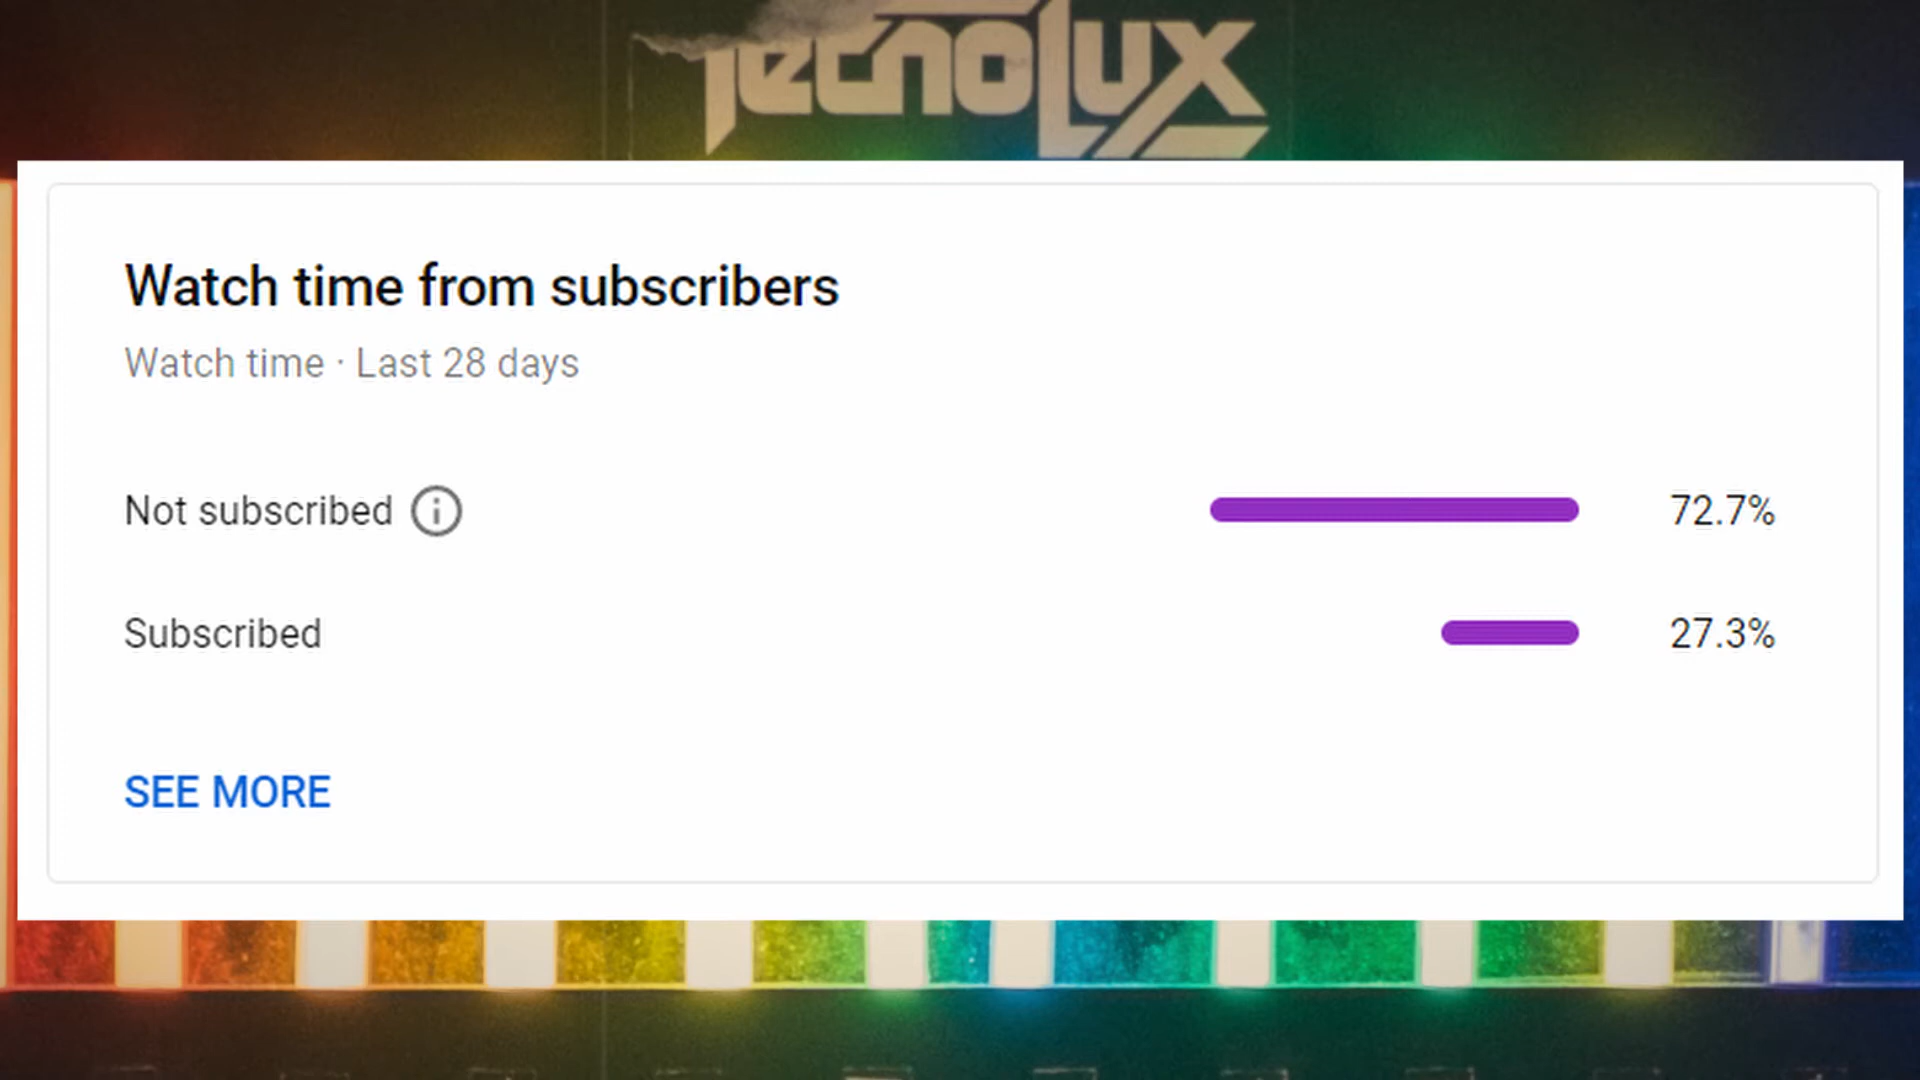 TecnoLux
Watch time from subscribers
Watch time · Last 28 days
Not subscribed
72.7%
Subscribed
27.3%
SEE MORE